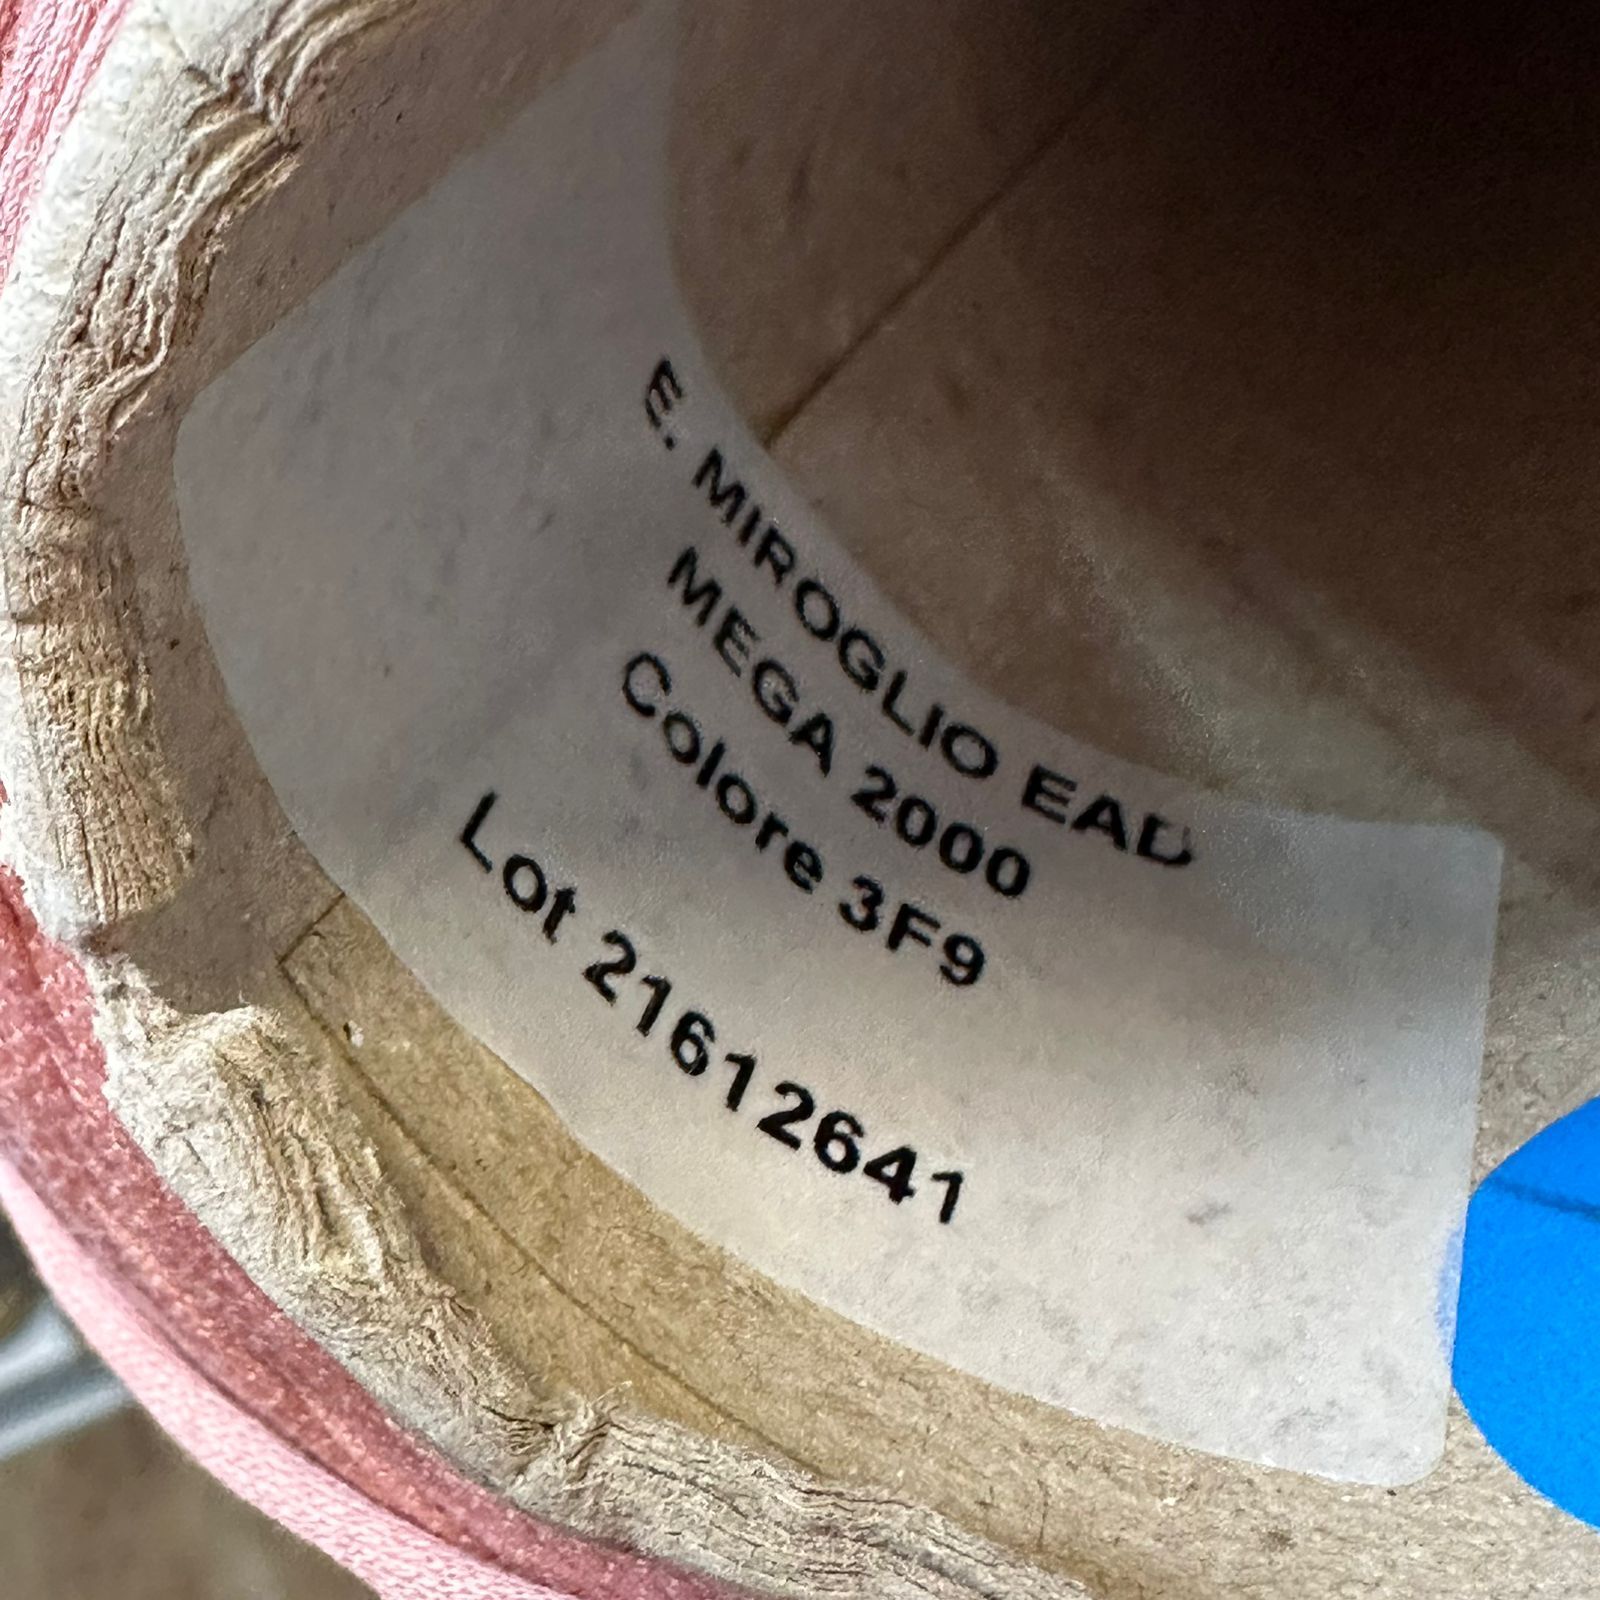 E. MIROGLIO EAD
MEGA 2000
Colore 3F9
Lot 21612641